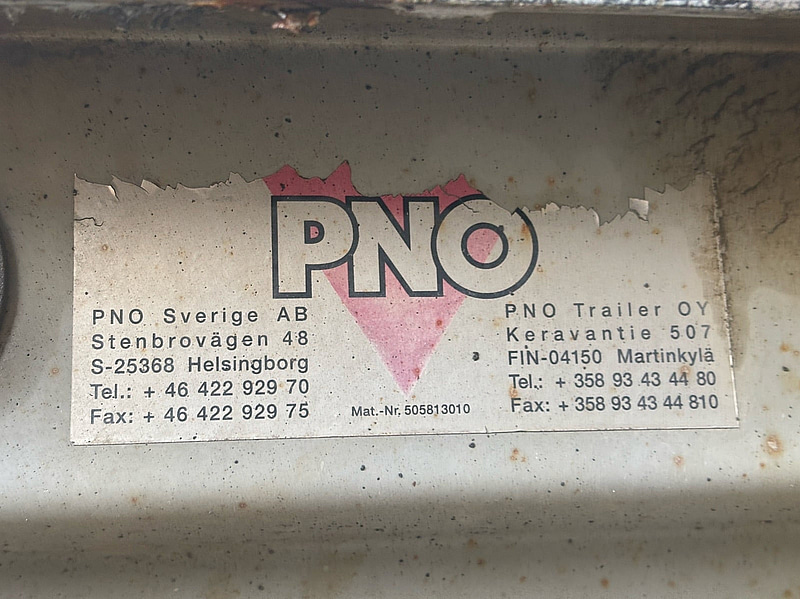 PNO
PNO Sverige AB
Stenbrovägen 48
S-25368 Helsingborg
Tel.: + 46 422 929 70
Fax: + 46 422 929 75
Mat.-Nr. 505813010
PNO Trailer OY
Keravantie 507
FIN-04150 Martinkylä
Tel.: + 358 93 43 44 80
Fax: + 358 93 43 44 810